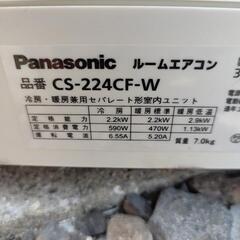 Panasonic ルームエアコン
品番 CS-224CF-W
冷房・暖房兼用セパレート形室内ユニット
冷房 暖房標準 暖房低温
定格能力 2.2kW 2.2kW 2.9kW
定格消費電力 590W 470W 1.13kW
運転電流 6.55A 5.20A
質量 7.0kg